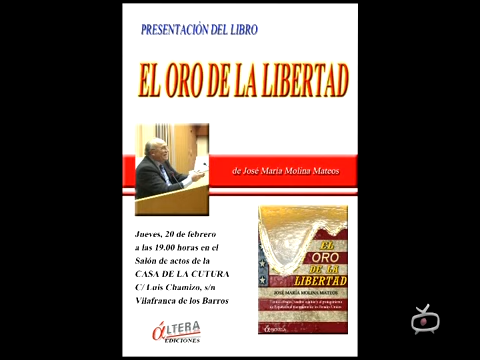 PRESENTACIÓN DEL LIBRO
EL ORO DE LA LIBERTAD
de José María Molina Mateos
Jueves, 20 de febrero
a las 19.00 horas en el
Salón de actos de la
CASA DE LA CUTURA
C/ Luis Chamizo, s/n
Vilafranca de los Barros
EL
ORO
DE LA
LIBERTAD
JOSÉ MARÍA MOLINA MATEOS
áLTERA
EDICIONES